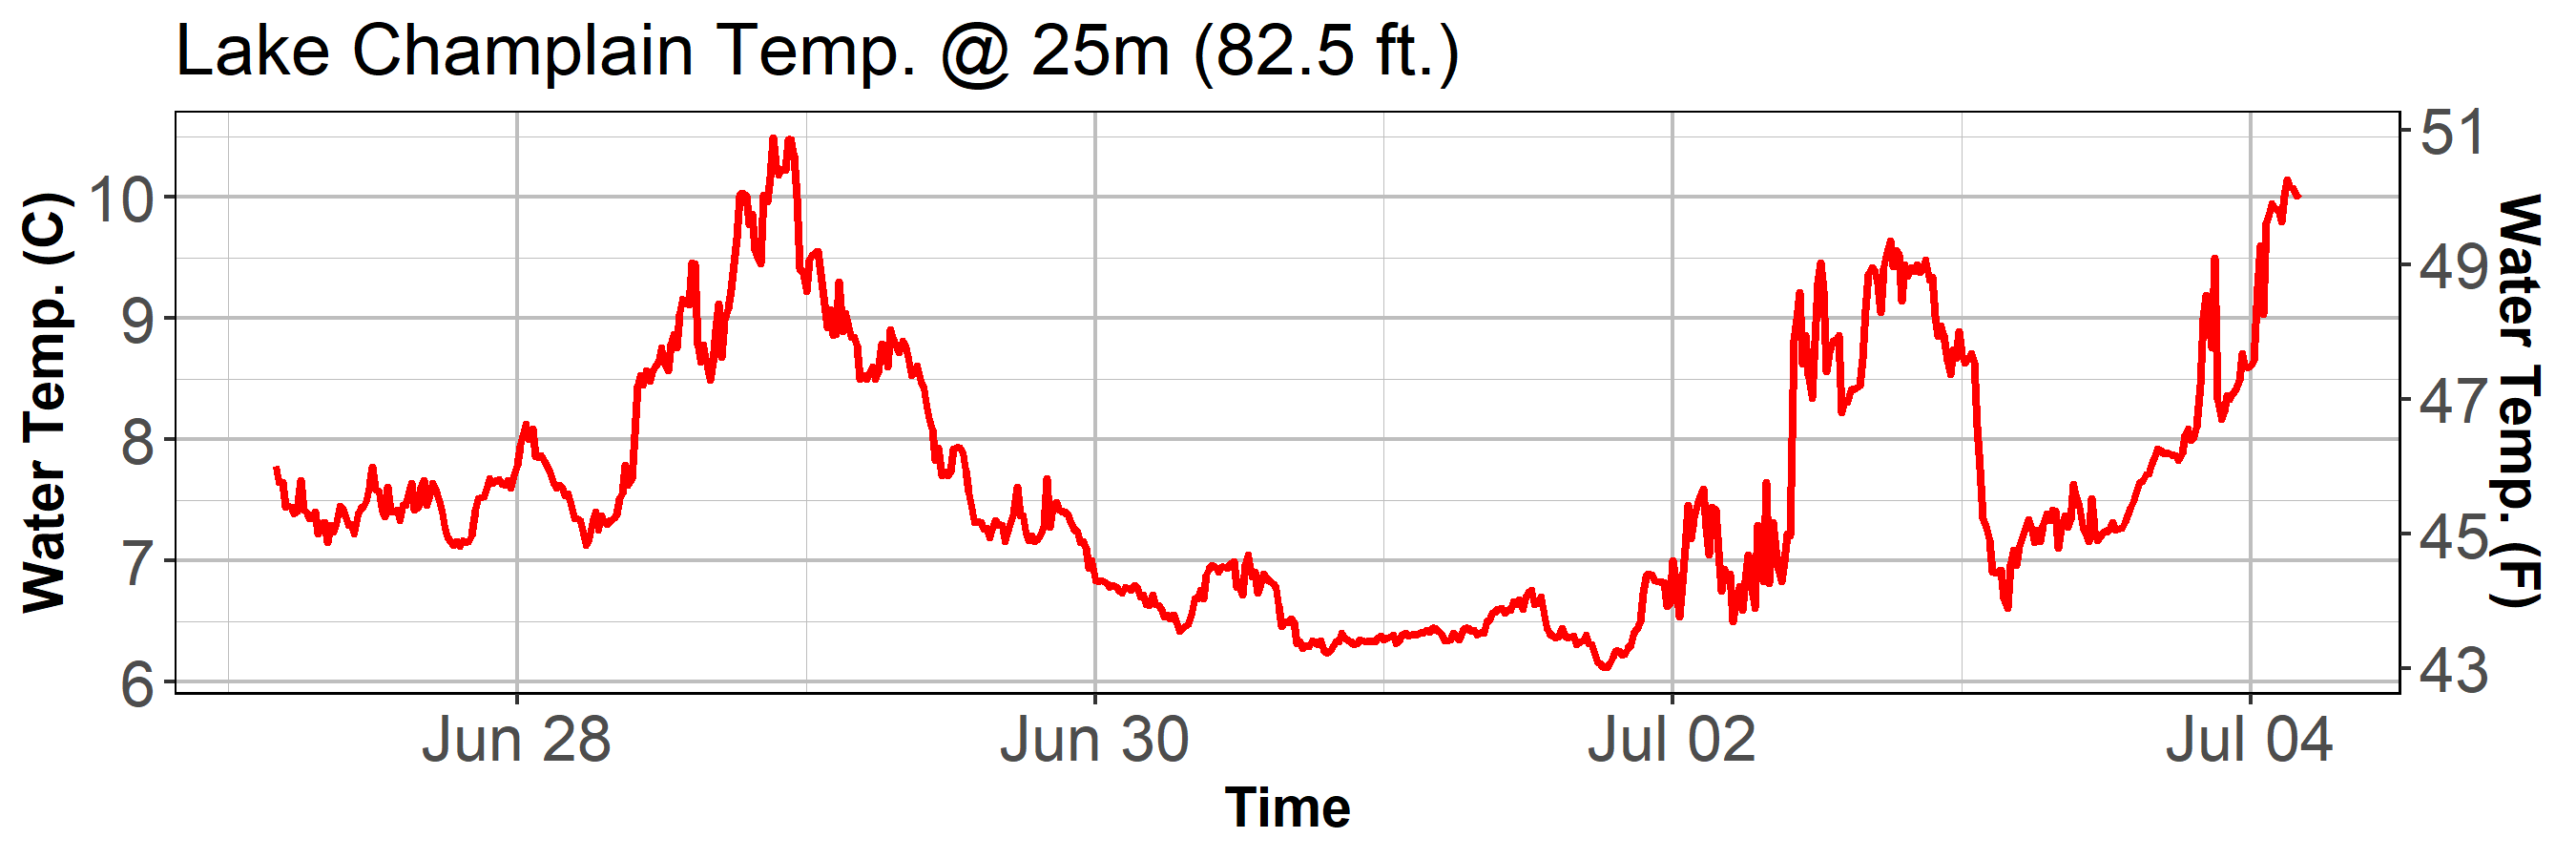 Lake Champlain Temp. @ 25m (82.5 ft.)
Water Temp. (C)
10
9
8
7
6
51
49
47
45
43
Water Temp. (F)
Jun 28 Jun 30 Jul 02 Jul 04
Time